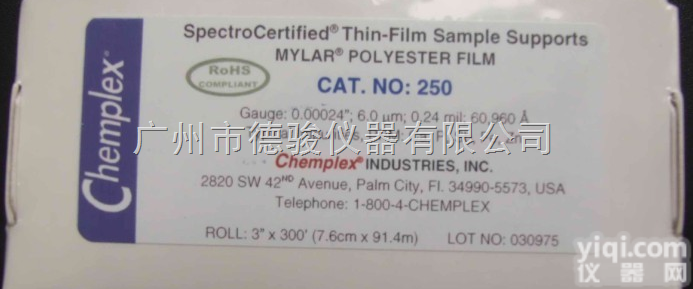 Chemplex®
SpectroCertified® Thin-Film Sample Supports
MYLAR® POLYESTER FILM
RoHS
COMPLIANT
CAT. NO: 250
Gauge: 0.00024"; 6.0 µm; 0.24 mil; 60,960 Å
广州市德骏仪器有限公司
Chemplex® INDUSTRIES, INC.
2820 SW 42ND Avenue, Palm City, Fl. 34990-5573, USA
Telephone: 1-800-4-CHEMPLEX
ROLL: 3" x 300' (7.6cm x 91.4m) LOT NO: 030975
yiqi.com
仪器网